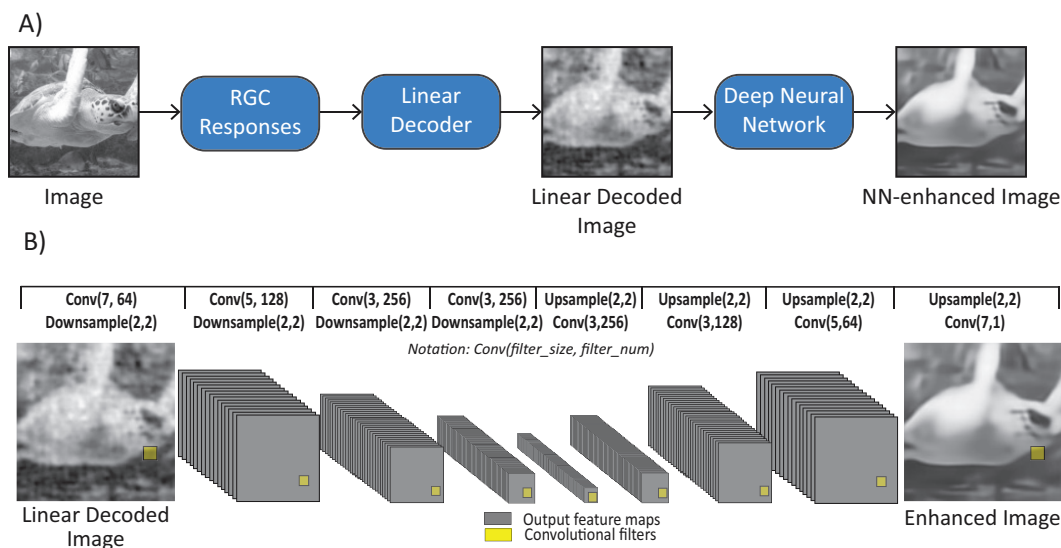 A)
RGC
Responses
Linear
Decoder
Deep Neural
Network
Image
Linear Decoded
Image
NN-enhanced Image
B)
Conv(7, 64)
Downsample(2,2)
Conv(5, 128)
Downsample(2,2)
Conv(3, 256)
Downsample(2,2)
Conv(3, 256)
Downsample(2,2)
Upsample(2,2)
Conv(3,256)
Upsample(2,2)
Conv(3,128)
Upsample(2,2)
Conv(5,64)
Upsample(2,2)
Conv(7,1)
Notation: Conv(filter_size, filter_num)
Linear Decoded
Image
Output feature maps
Convolutional filters
Enhanced Image